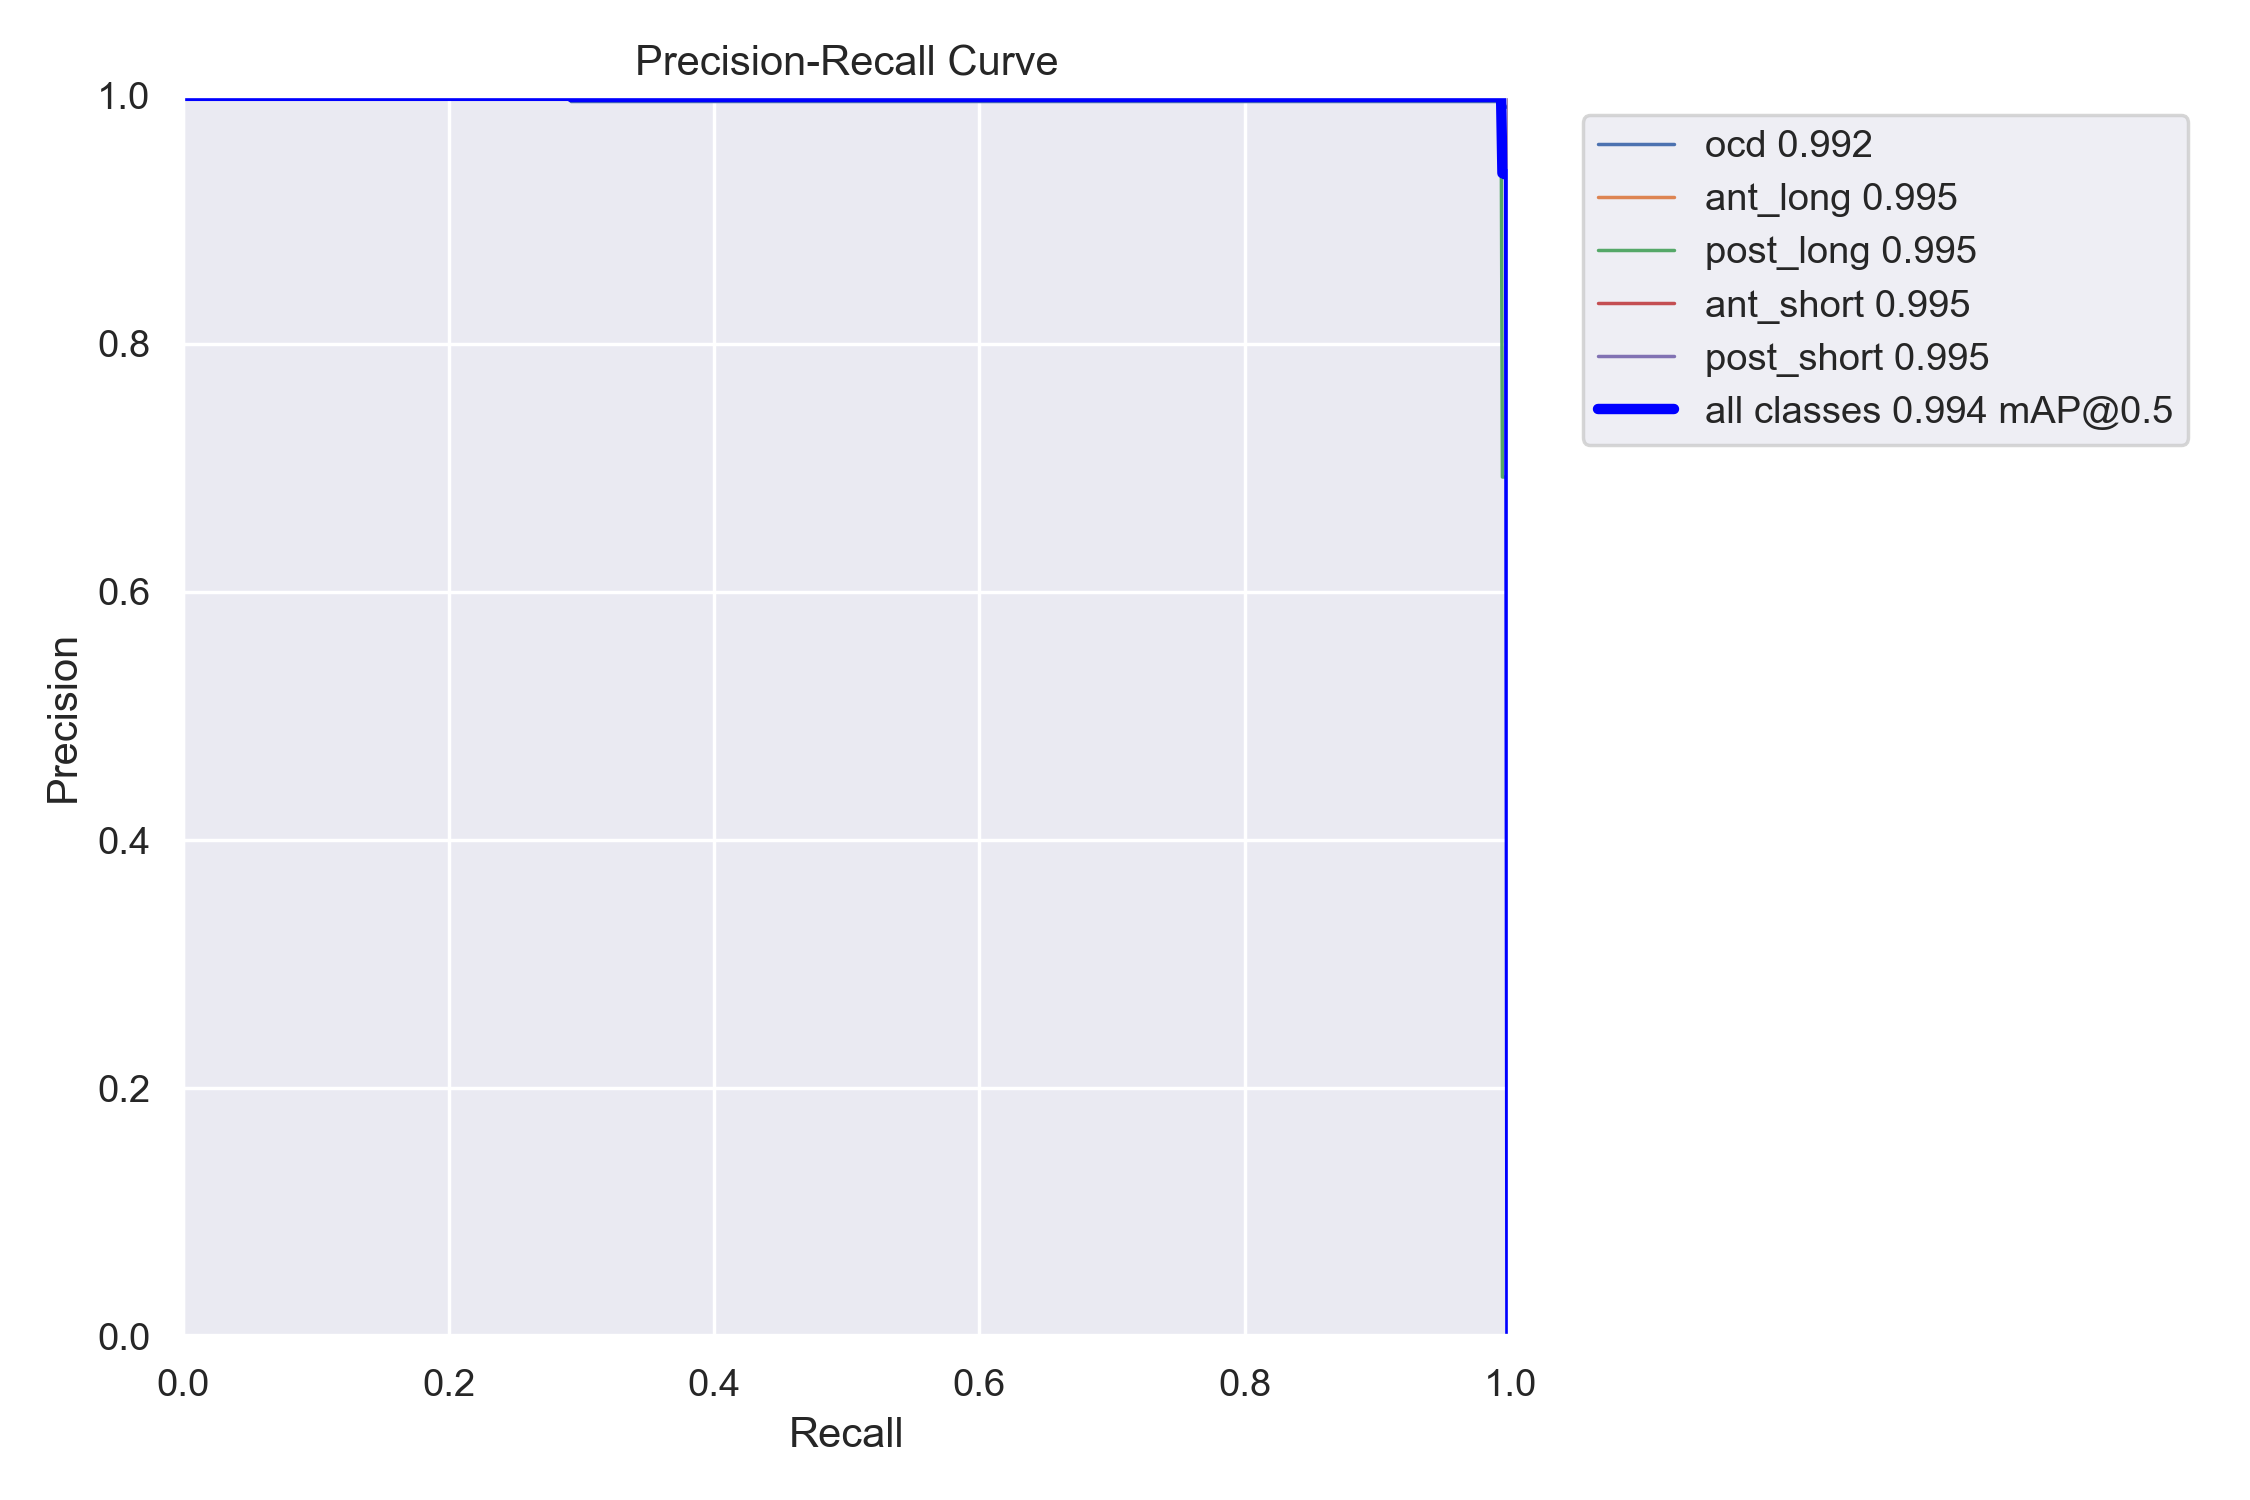 Precision-Recall Curve
1.0
0.8
0.6
0.4
0.2
0.0
Precision
0.0 0.2 0.4 0.6 0.8 1.0
Recall
ocd 0.992
ant_long 0.995
post_long 0.995
ant_short 0.995
post_short 0.995
all classes 0.994 mAP@0.5